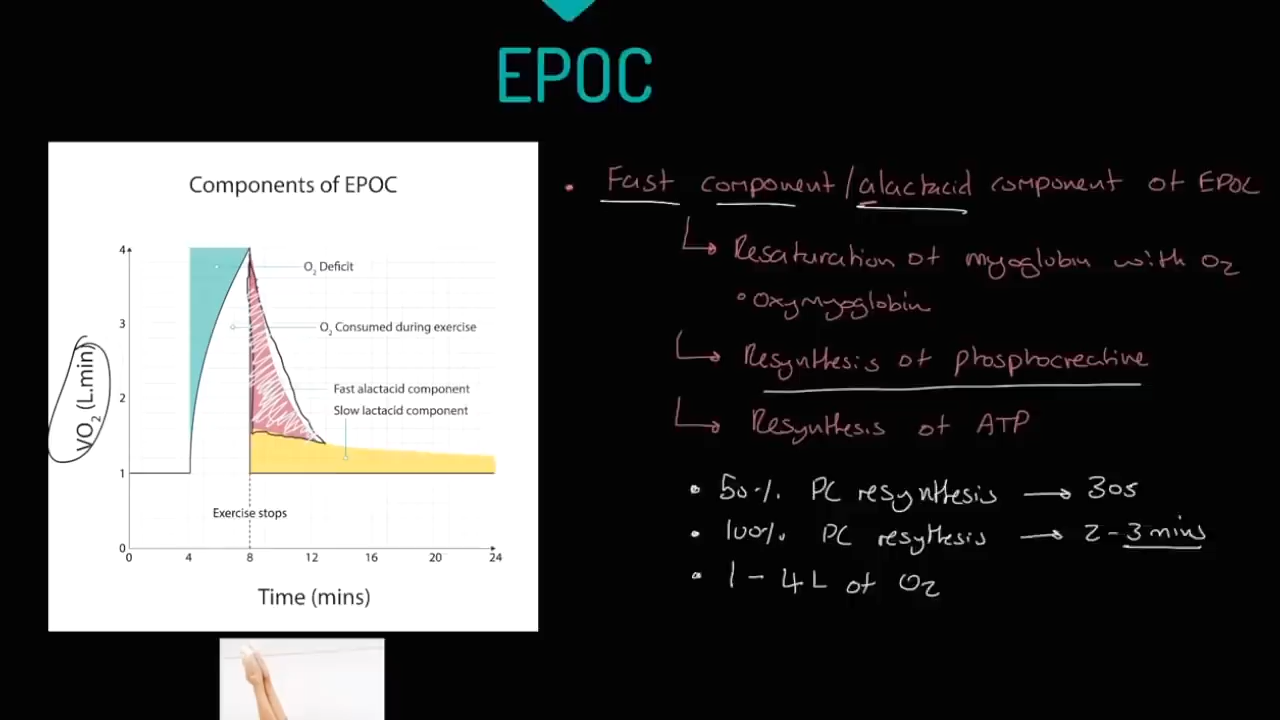 EPOC
Components of EPOC
VO2 (L.min)
4
3
2
1
0
O2 Deficit
O2 Consumed during exercise
Fast alactacid component
Slow lactacid component
Exercise stops
0 4 8 12 16 20 24
Time (mins)
• Fast component/alactacid component of EPOC
Resaturation of myoglobin with O2
• Oxymyoglobin
Resynthesis of phosphocreatine
Resynthesis of ATP
• 50% PC resynthesis → 30s
• 100% PC resythesis → 2-3 mins
• 1-4L of O2